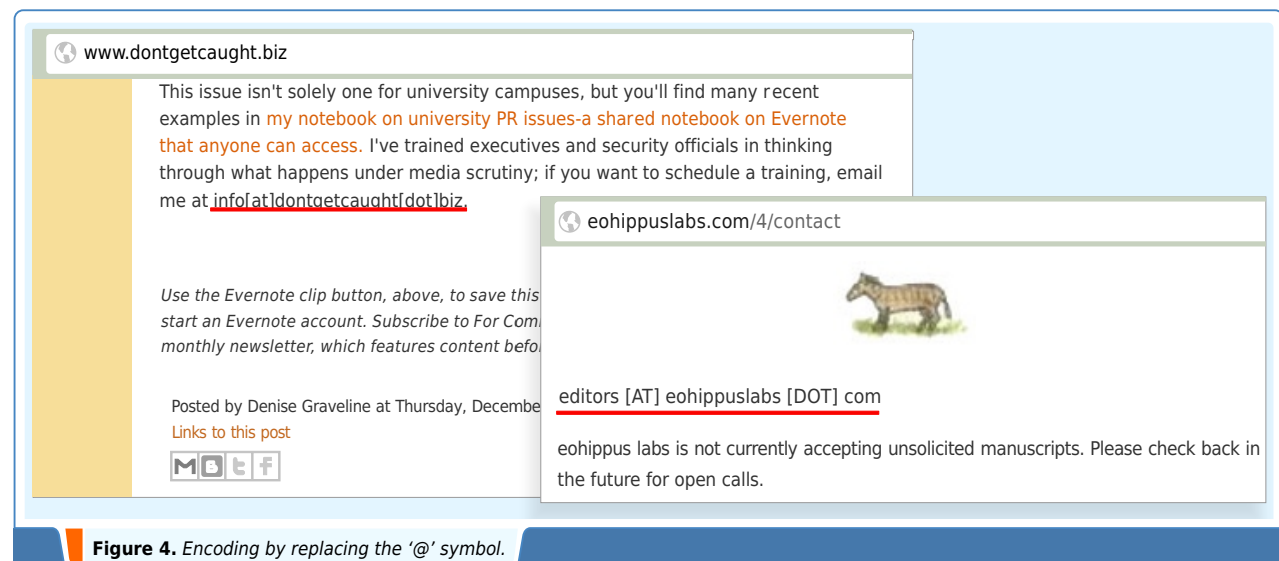 www.dontgetcaught.biz
This issue isn't solely one for university campuses, but you'll find many recent
examples in my notebook on university PR issues-a shared notebook on Evernote
that anyone can access. I've trained executives and security officials in thinking
through what happens under media scrutiny; if you want to schedule a training, email
me at info[at]dontgetcaught[dot]biz.
Use the Evernote clip button, above, to save this
start an Evernote account. Subscribe to For Com
monthly newsletter, which features content befo
Posted by Denise Graveline at Thursday, Decembe
Links to this post
eohippuslabs.com/4/contact
editors [AT] eohippuslabs [DOT] com
eohippus labs is not currently accepting unsolicited manuscripts. Please check back in
the future for open calls.
Figure 4. Encoding by replacing the ‘@’ symbol.